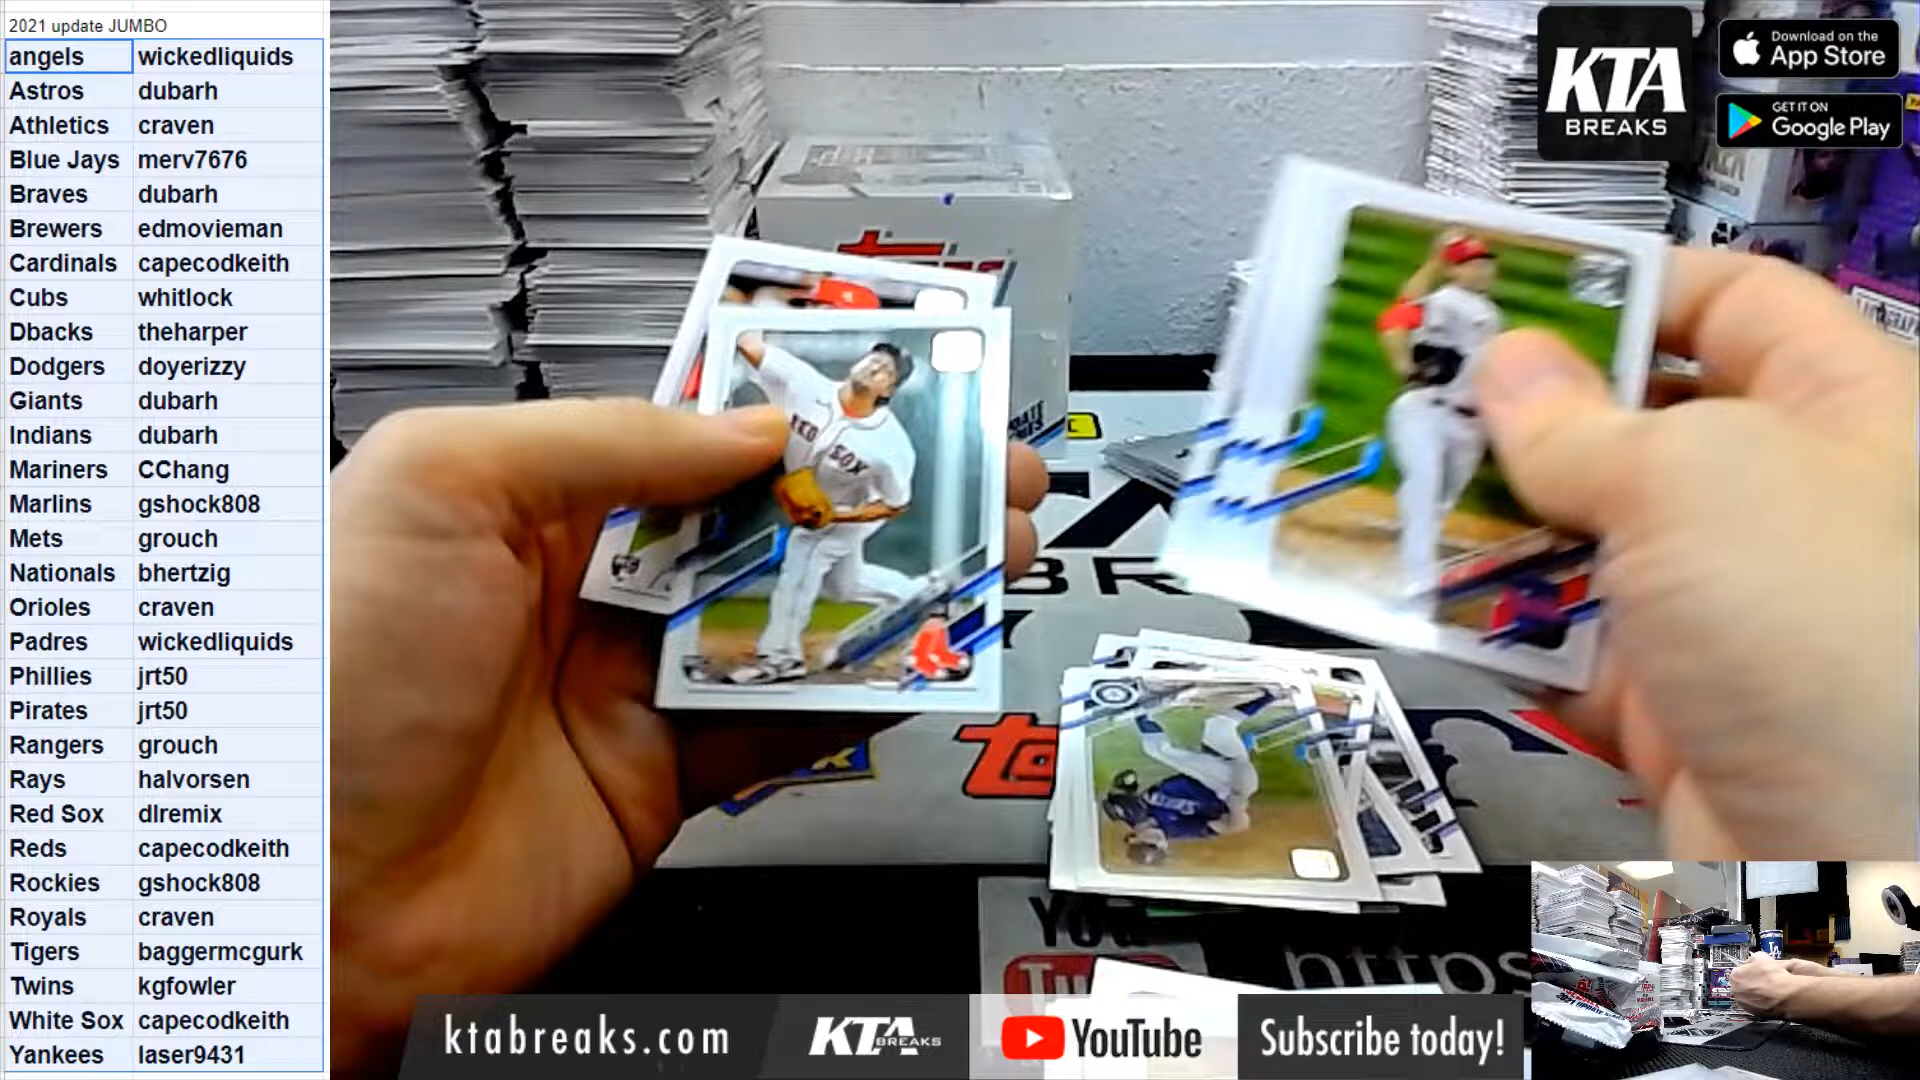 2021 update JUMBO
angels wickedliquids
Astros dubarh
Athletics craven
Blue Jays merv7676
Braves dubarh
Brewers edmovieman
Cardinals capecodkeith
Cubs whitlock
Dbacks theharper
Dodgers doyerizzy
Giants dubarh
Indians dubarh
Mariners CChang
Marlins gshock808
Mets grouch
Nationals bhertzig
Orioles craven
Padres wickedliquids
Phillies jrt50
Pirates jrt50
Rangers grouch
Rays halvorsen
Red Sox dlremix
Reds capecodkeith
Rockies gshock808
Royals craven
Tigers baggermcgurk
Twins kgfowler
White Sox capecodkeith
Yankees laser9431
KTA
BREAKS
Download on the
App Store
GET IT ON
Google Play
RED SOX
BR
https
ktabreaks.com
KTA
BREAKS
YouTube
Subscribe today!